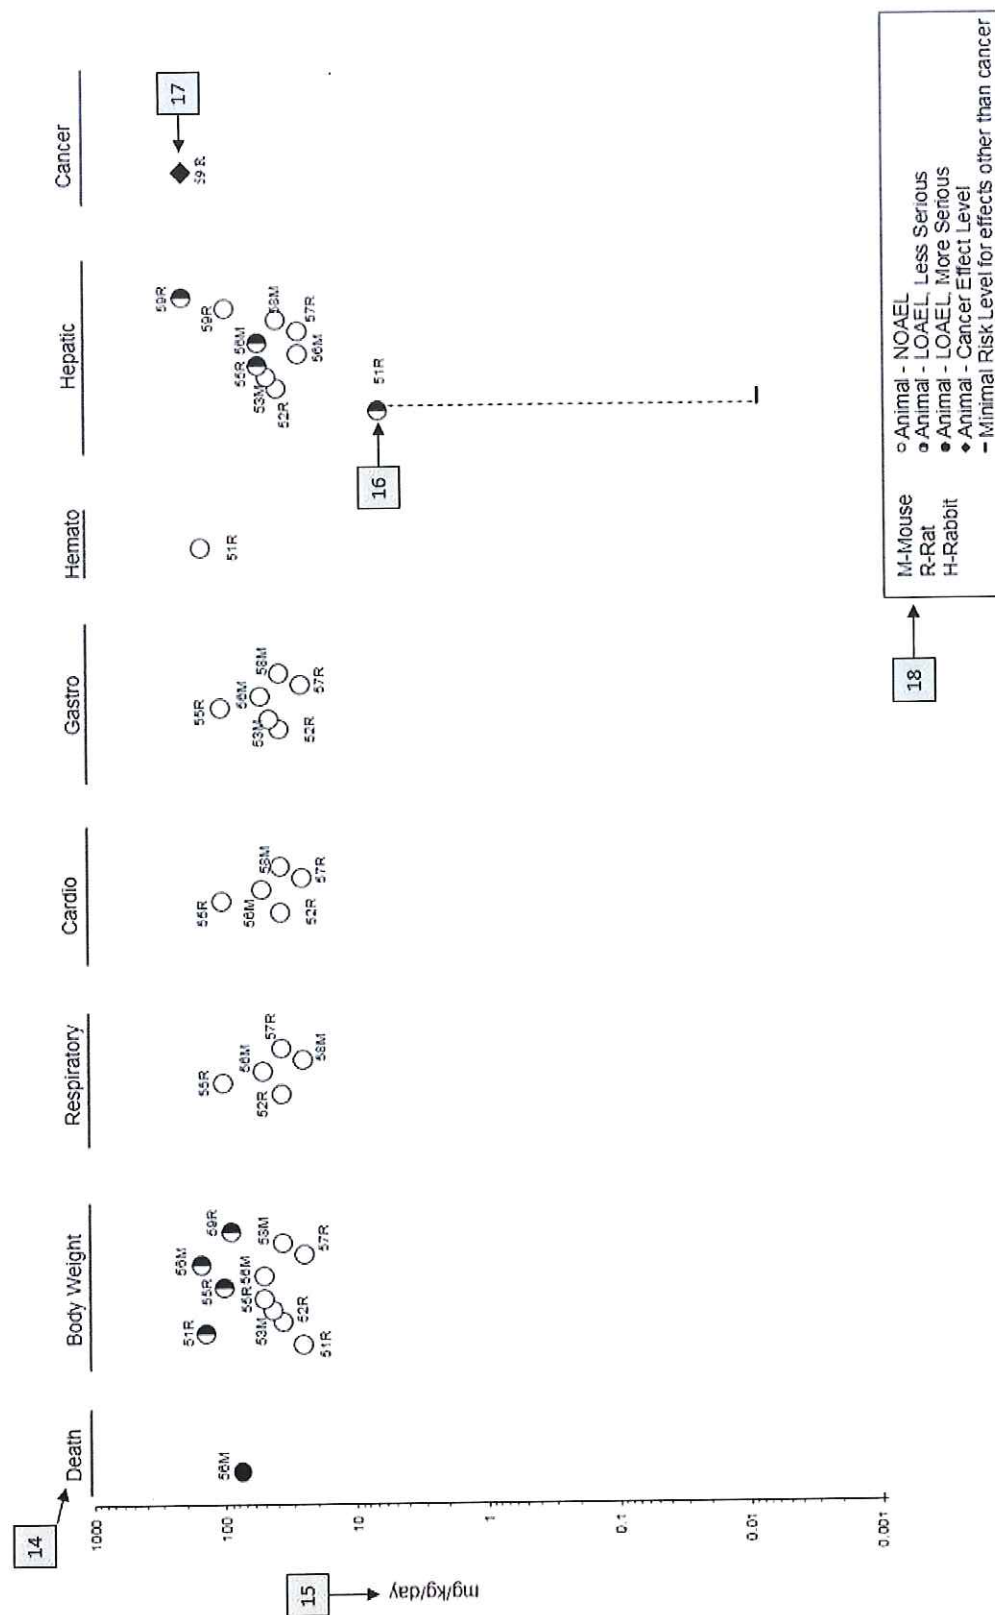 14
Death
Body Weight
Respiratory
Cardio
Gastro
Hemato
Hepatic
Cancer
15
mg/kg/day
1000
100
10
1
0.1
0.01
0.001
56M
51R
55R
56M
59R
53M
55R
56M
58M
51R
52R
57R
55R
52R
56M
57R
58M
55R
56M
58M
52R
57R
55R
53M
56M
58M
52R
57R
51R
59R
59R
53M
55R
56M
58M
52R
56M
57R
16
51R
59R
17
18
M-Mouse
R-Rat
H-Rabbit
Animal - NOAEL
Animal - LOAEL, Less Serious
Animal - LOAEL, More Serious
Animal - Cancer Effect Level
Minimal Risk Level for effects other than cancer